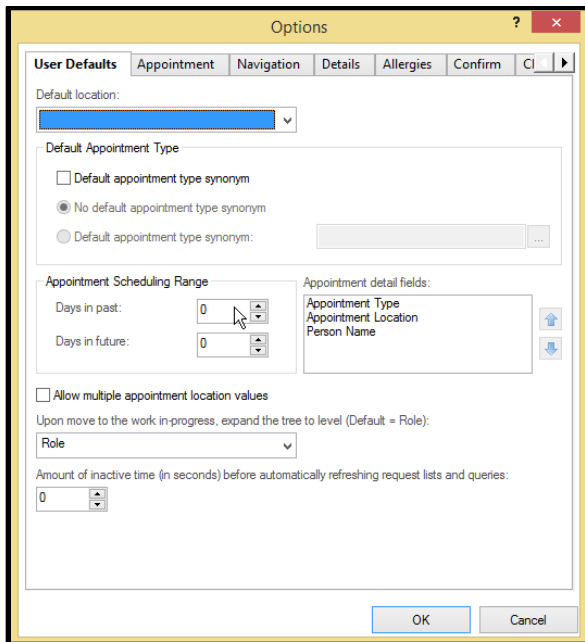 Options
?
User Defaults Appointment Navigation Details Allergies Confirm
Default location:
Default Appointment Type
Default appointment type synonym
No default appointment type synonym
Default appointment type synonym:
...
Appointment Scheduling Range
Days in past: 0
Days in future: 0
Appointment detail fields:
Appointment Type
Appointment Location
Person Name
Allow multiple appointment location values
Upon move to the work in-progress, expand the tree to level (Default = Role):
Role
Amount of inactive time (in seconds) before automatically refreshing request lists and queries:
0
OK Cancel